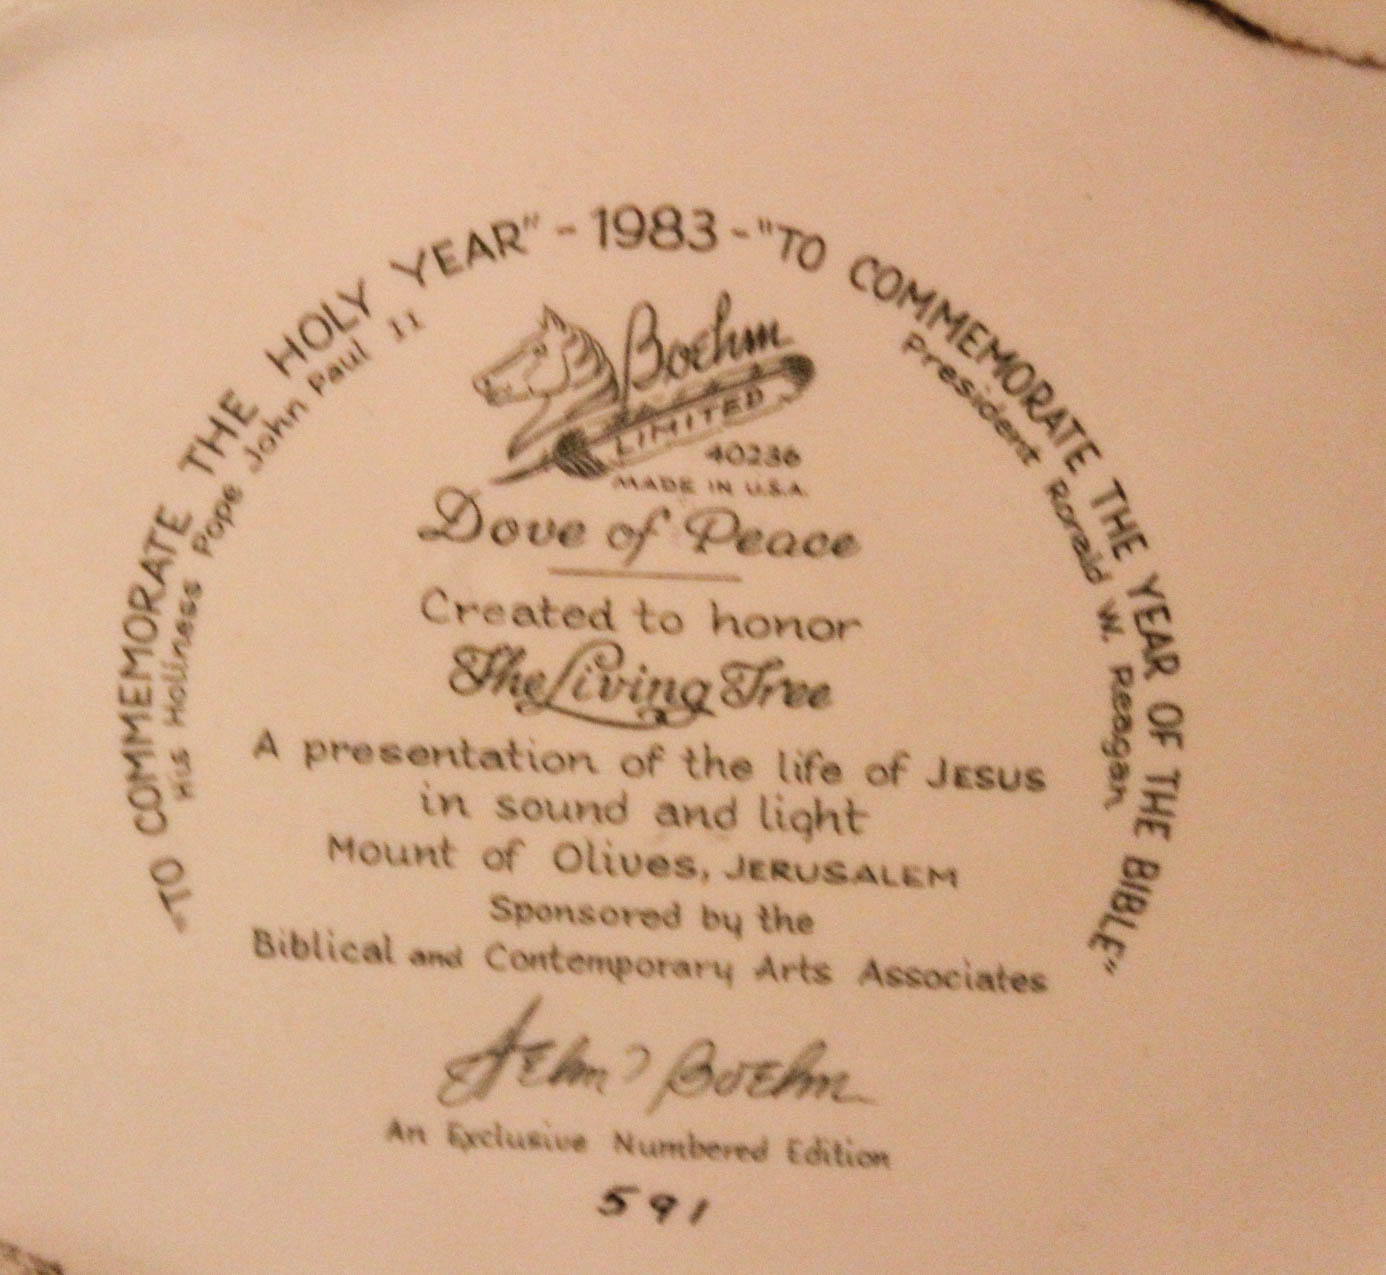 "TO COMMEMORATE THE HOLY YEAR" - 1983 - "TO COMMEMORATE THE YEAR OF THE BIBLE"
His Holiness Pope John Paul II
President Ronald W. Reagan
Boehm
LIMITED
40236
MADE IN U.S.A.
Dove of Peace
Created to honor
The Living Tree
A presentation of the life of JESUS
in sound and light
Mount of Olives, JERUSALEM
Sponsored by the
Biblical and Contemporary Arts Associates
Helen F Boehm
An Exclusive Numbered Edition
591